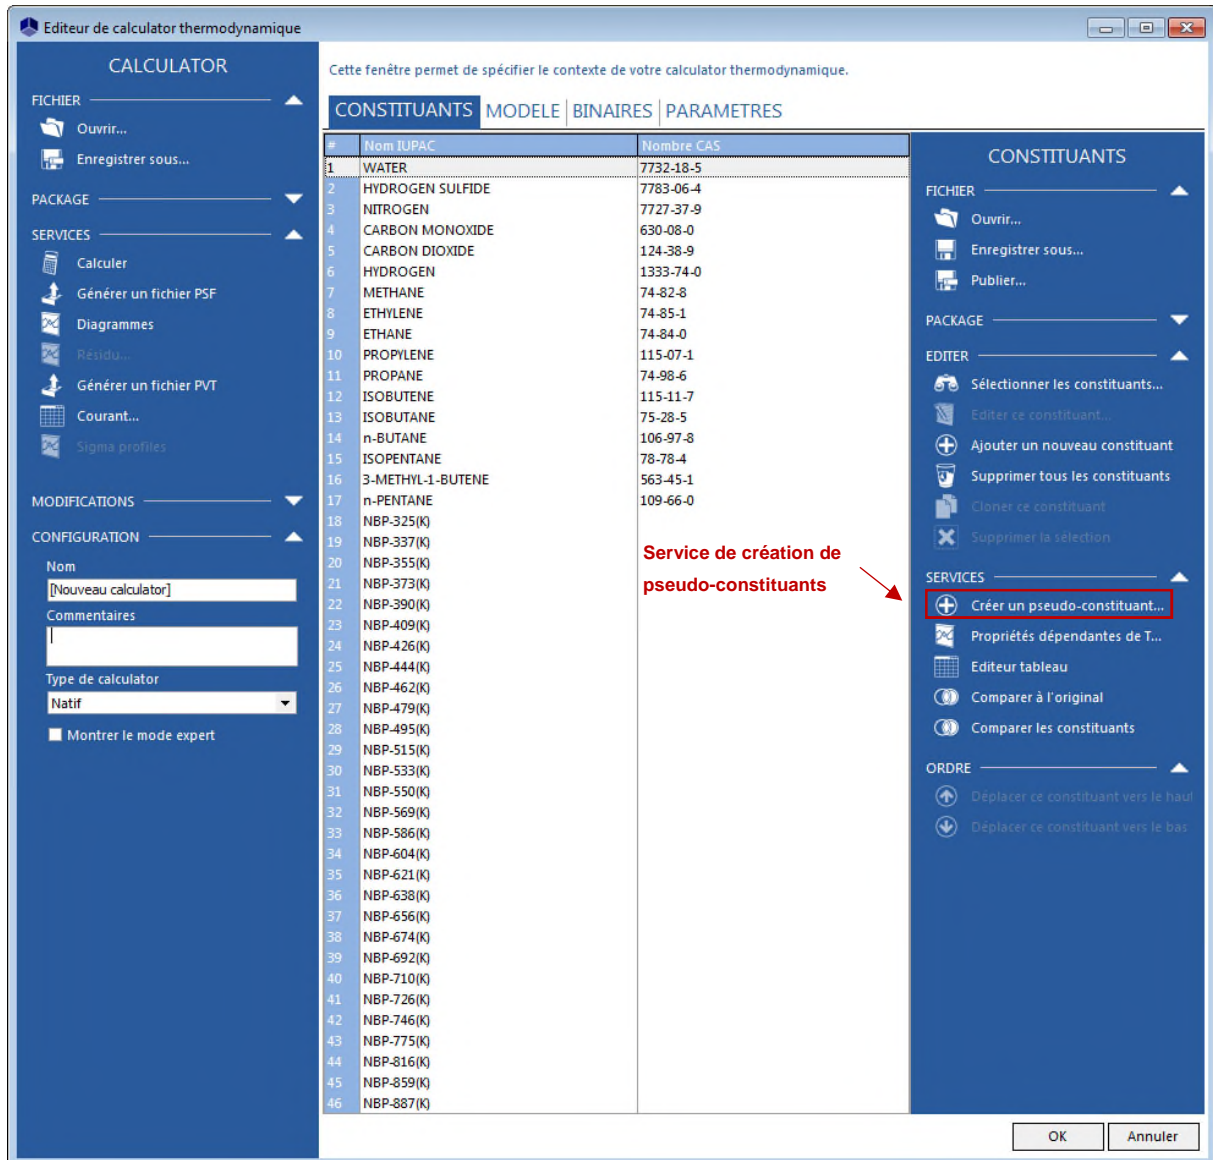 Editeur de calculator thermodynamique
CALCULATOR
FICHIER
Ouvrir...
Enregistrer sous...
PACKAGE
SERVICES
Calculer
Générer un fichier PSF
Diagrammes
Résidu...
Générer un fichier PVT
Courant...
Sigma profiles
MODIFICATIONS
CONFIGURATION
Nom
[Nouveau calculator]
Commentaires
Type de calculator
Natif
Montrer le mode expert
Cette fenêtre permet de spécifier le contexte de votre calculator thermodynamique.
CONSTITUANTS MODELE BINAIRES PARAMETRES
# Nom IUPAC Nombre CAS
1 WATER 7732-18-5
2 HYDROGEN SULFIDE 7783-06-4
3 NITROGEN 7727-37-9
4 CARBON MONOXIDE 630-08-0
5 CARBON DIOXIDE 124-38-9
6 HYDROGEN 1333-74-0
7 METHANE 74-82-8
8 ETHYLENE 74-85-1
9 ETHANE 74-84-0
10 PROPYLENE 115-07-1
11 PROPANE 74-98-6
12 ISOBUTENE 115-11-7
13 ISOBUTANE 75-28-5
14 n-BUTANE 106-97-8
15 ISOPENTANE 78-78-4
16 3-METHYL-1-BUTENE 563-45-1
17 n-PENTANE 109-66-0
18 NBP-325(K)
19 NBP-337(K)
20 NBP-355(K)
21 NBP-373(K)
22 NBP-390(K)
23 NBP-409(K)
24 NBP-426(K)
25 NBP-444(K)
26 NBP-462(K)
27 NBP-479(K)
28 NBP-495(K)
29 NBP-515(K)
30 NBP-533(K)
31 NBP-550(K)
32 NBP-569(K)
33 NBP-586(K)
34 NBP-604(K)
35 NBP-621(K)
36 NBP-638(K)
37 NBP-656(K)
38 NBP-674(K)
39 NBP-692(K)
40 NBP-710(K)
41 NBP-726(K)
42 NBP-746(K)
43 NBP-775(K)
44 NBP-816(K)
45 NBP-859(K)
46 NBP-887(K)
Service de création de
pseudo-constituants
CONSTITUANTS
FICHIER
Ouvrir...
Enregistrer sous...
Publier...
PACKAGE
EDITER
Sélectionner les constituants...
Editer ce constituant...
Ajouter un nouveau constituant
Supprimer tous les constituants
Cloner ce constituant
Supprimer la sélection
SERVICES
Créer un pseudo-constituant...
Propriétés dépendantes de T...
Editeur tableau
Comparer à l'original
Comparer les constituants
ORDRE
Déplacer ce constituant vers le haut
Déplacer ce constituant vers le bas
OK Annuler